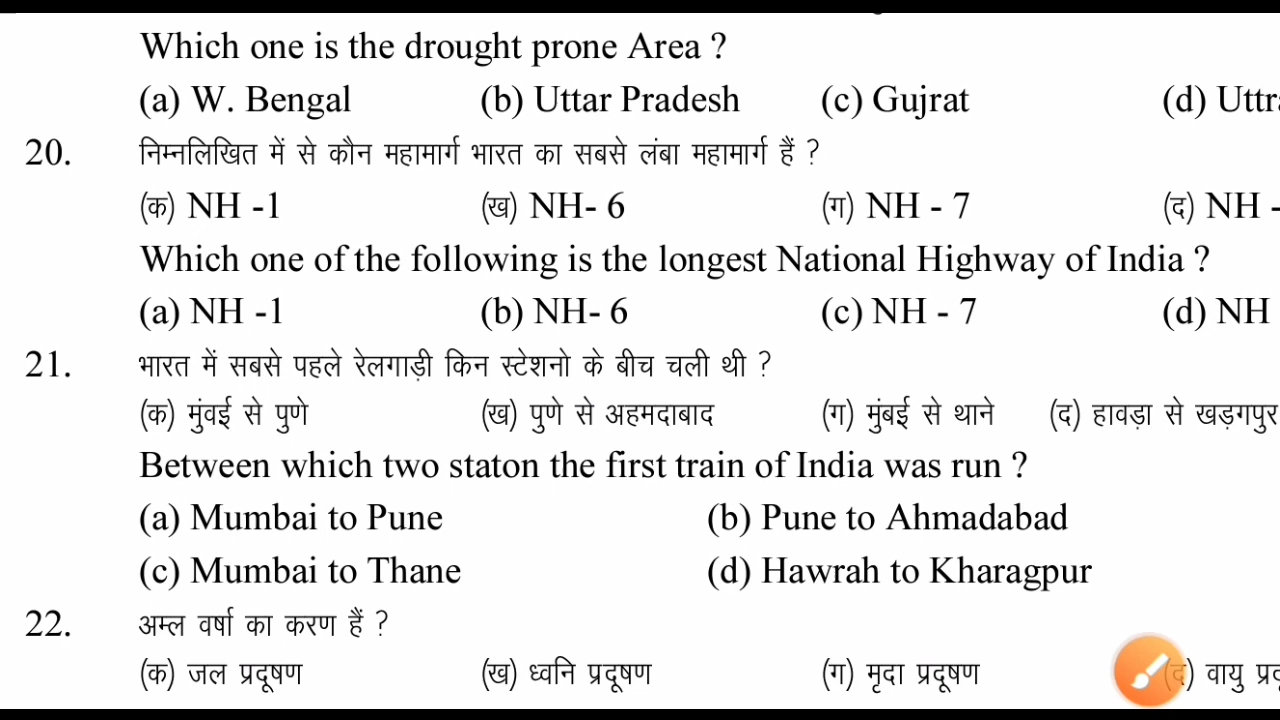 Which one is the drought prone Area ?
(a) W. Bengal (b) Uttar Pradesh (c) Gujrat (d)
20. निम्नलिखित में से कौन महामार्ग भारत का सबसे लंबा महामार्ग हैं ?
(क) NH -1 (ख) NH- 6 (ग) NH - 7 (द) NH -
Which one of the following is the longest National Highway of India ?
(a) NH -1 (b) NH- 6 (c) NH - 7 (d) NH
21. भारत में सबसे पहले रेलगाड़ी किन स्टेशनो के बीच चली थी ?
(क) मुंवई से पुणे (ख) पुणे से अहमदाबाद (ग) मुंबई से थाने (द) हावड़ा से खड़गपुर
Between which two staton the first train of India was run ?
(a) Mumbai to Pune (b) Pune to Ahmadabad
(c) Mumbai to Thane (d) Hawrah to Kharagpur
22. अम्ल वर्षा का करण हैं ?
(क) जल प्रदूषण (ख) ध्वनि प्रदूषण (ग) मृदा प्रदूषण (द) वायु